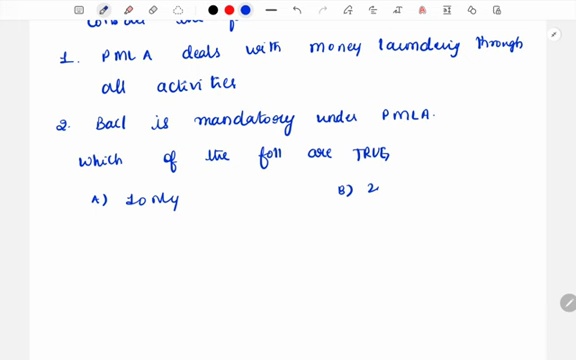 1. PMLA deals with money laundering through
all activities
2. Bail is mandatory under PMLA.
which of the foll are TRUE,
A) 1 only B) 2